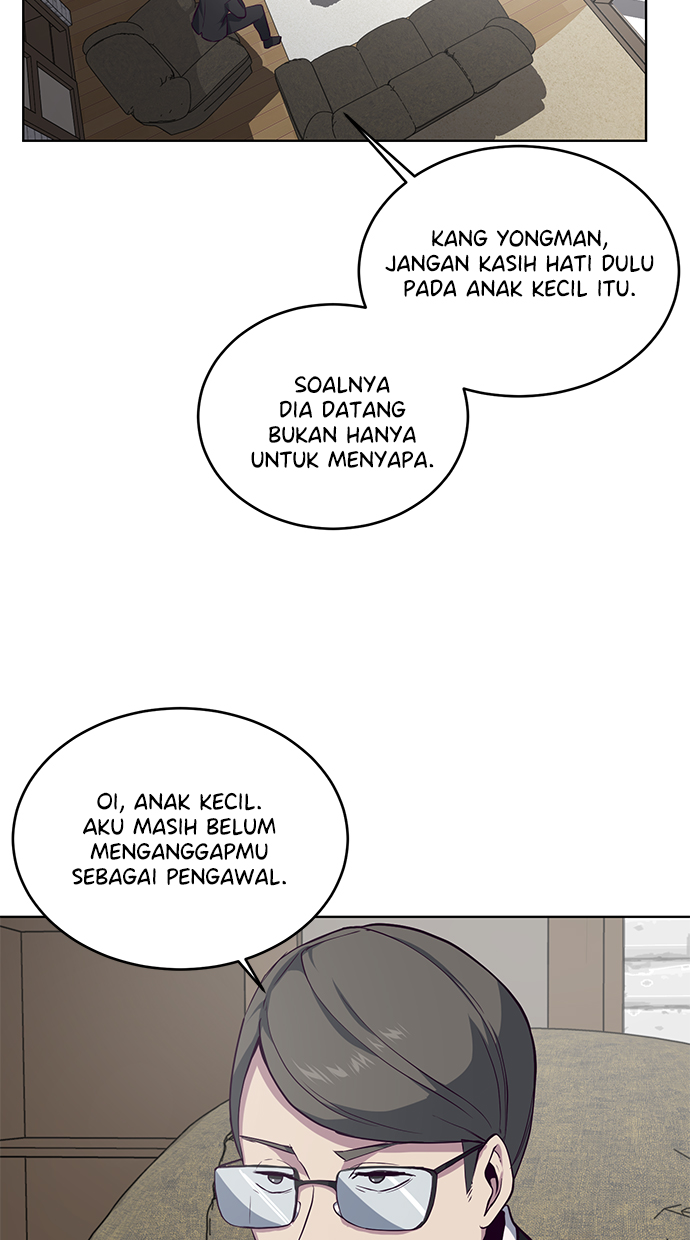 KANG YONGMAN,
JANGAN KASIH HATI DULU
PADA ANAK KECIL ITU.
SOALNYA
DIA DATANG
BUKAN HANYA
UNTUK MENYAPA.
OI, ANAK KECIL.
AKU MASIH BELUM
MENGANGGAPMU
SEBAGAI PENGAWAL.